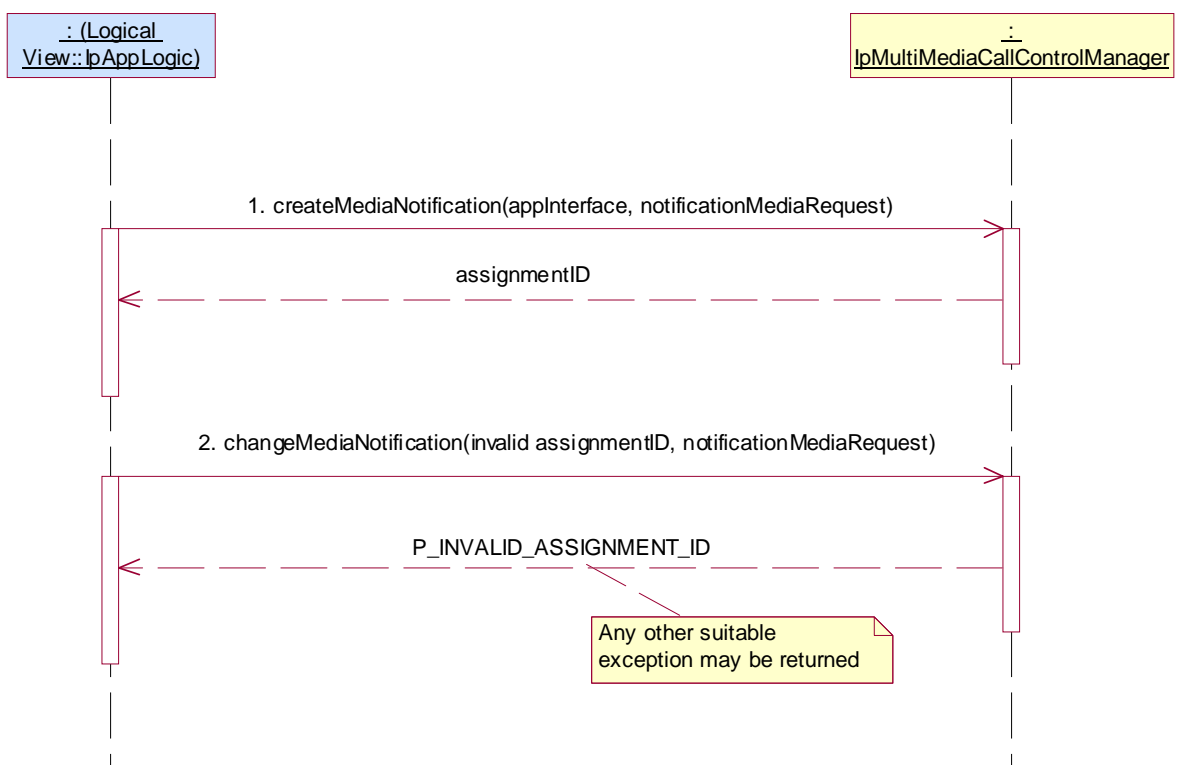 : (Logical
View::IpAppLogic)
:
IpMultiMediaCallControlManager
1. createMediaNotification(appInterface, notificationMediaRequest)
assignmentID
2. changeMediaNotification(invalid assignmentID, notificationMediaRequest)
P_INVALID_ASSIGNMENT_ID
Any other suitable
exception may be returned